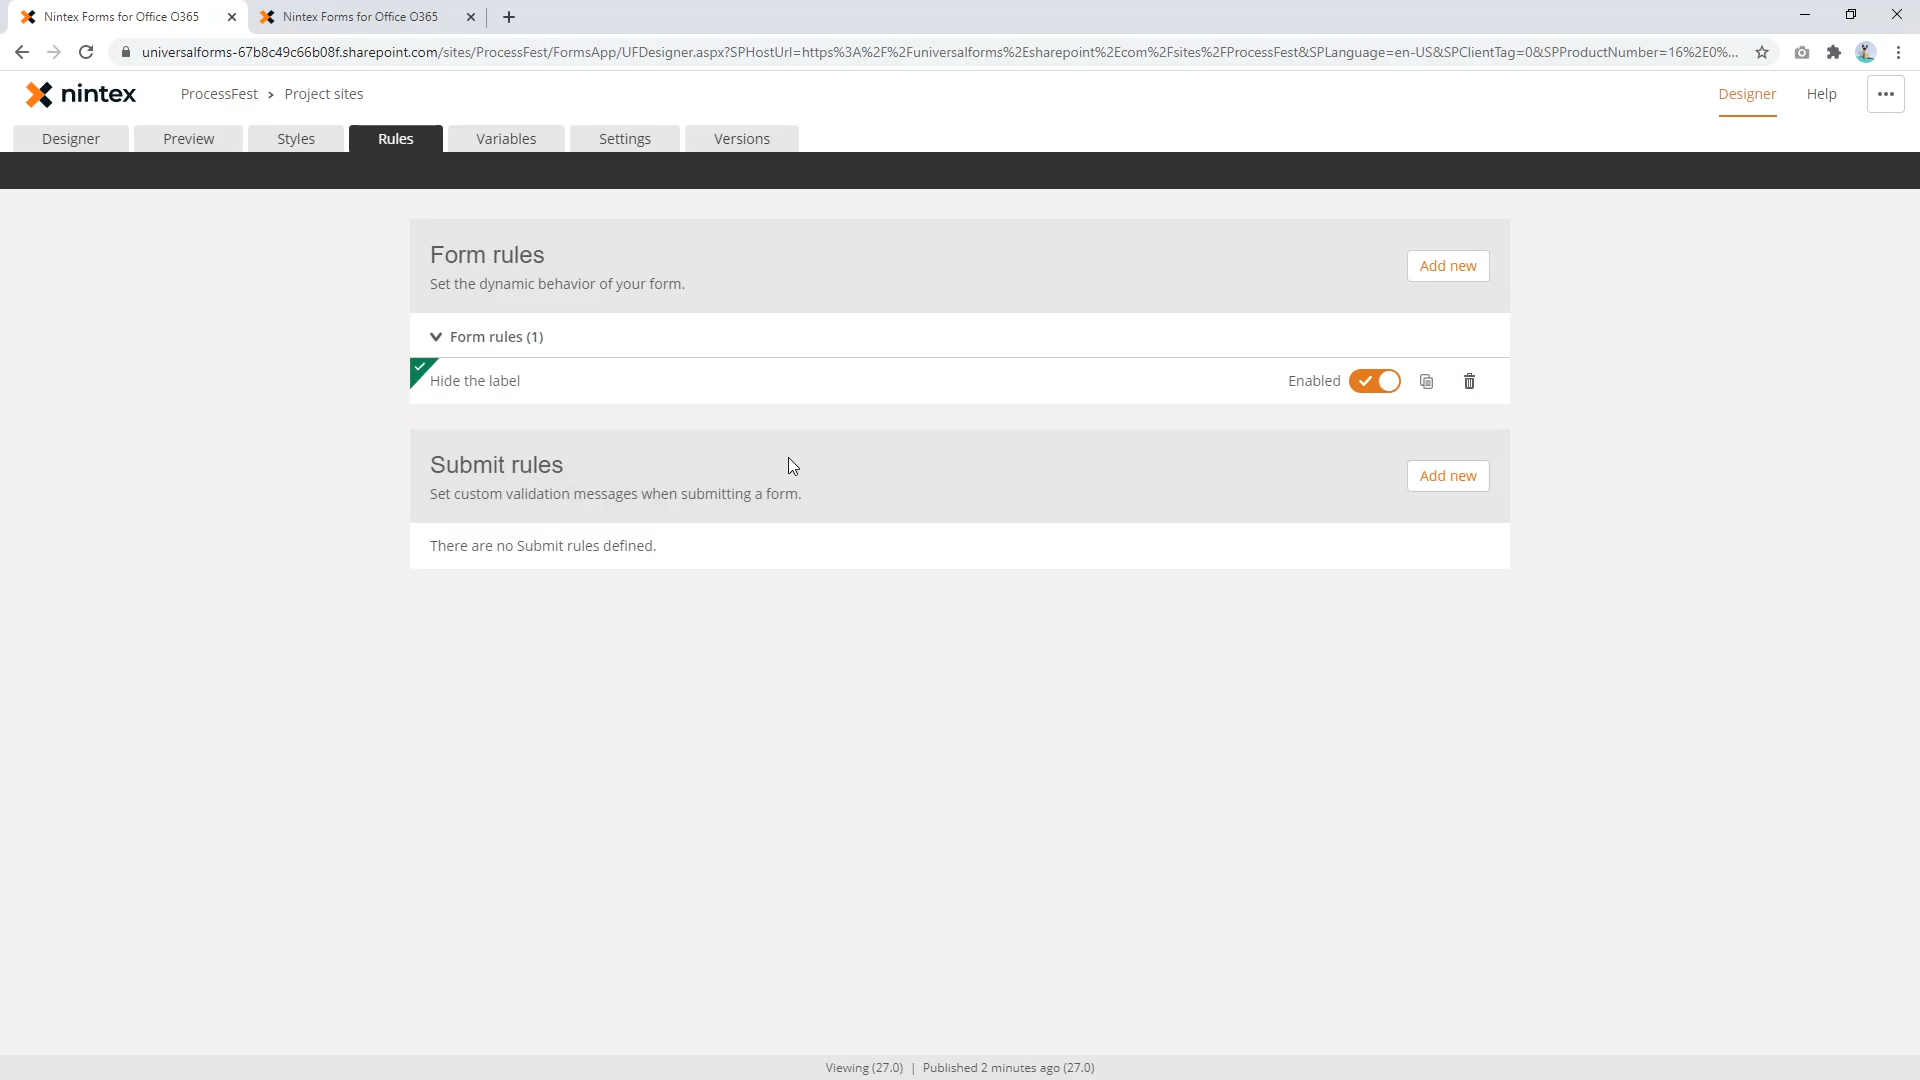 Nintex Forms for Office O365
Nintex Forms for Office O365
universalforms-67b8c49c66b08f.sharepoint.com/sites/ProcessFest/FormsApp/UFDesigner.aspx?SPHostUrl=https%3A%2F%2Funiversalforms%2Esharepoint%2Ecom%2Fsites%2FProcessFest&SPLanguage=en-US&SPClientTag=0&SPProductNumber=16%2E0%...
nintex
ProcessFest > Project sites
Designer Help
Designer Preview Styles Rules Variables Settings Versions
Form rules
Set the dynamic behavior of your form.
Add new
Form rules (1)
Hide the label
Enabled
Submit rules
Set custom validation messages when submitting a form.
Add new
There are no Submit rules defined.
Viewing (27.0) | Published 2 minutes ago (27.0)